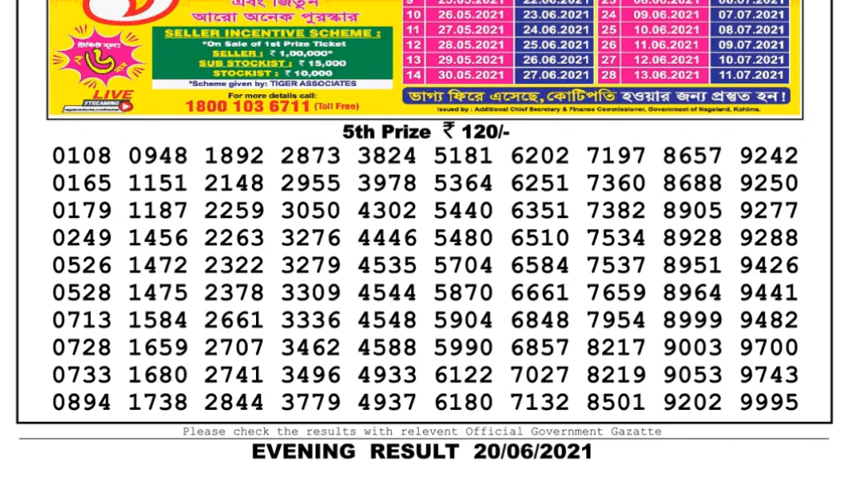 এবং জিতুন
আরো অনেক পুরস্কার
SELLER INCENTIVE SCHEME :
*On Sale of 1st Prize Ticket
SELLER : ₹ 1,00,000*
SUB STOCKIST : ₹ 15,000
STOCKIST : ₹ 10,000
*Scheme given by: TIGER ASSOCIATES
For more details call:
1800 103 6711 (Toll Free)
৬
LIVE
STREAMING
10 26.05.2021 23.06.2021 24 09.06.2021 07.07.2021
11 27.05.2021 24.06.2021 25 10.06.2021 08.07.2021
12 28.05.2021 25.06.2021 26 11.06.2021 09.07.2021
13 29.05.2021 26.06.2021 27 12.06.2021 10.07.2021
14 30.05.2021 27.06.2021 28 13.06.2021 11.07.2021
ভাগ্য ফিরে এসেছে, কোটিপতি হওয়ার জন্য প্রস্তুত হন!
Issued by : Additional Chief Secretary & Finance Commissioner, Government of Nagaland, Kohima.
5th Prize ₹ 120/-
0108 0948 1892 2873 3824 5181 6202 7197 8657 9242
0165 1151 2148 2955 3978 5364 6251 7360 8688 9250
0179 1187 2259 3050 4302 5440 6351 7382 8905 9277
0249 1456 2263 3276 4446 5480 6510 7534 8928 9288
0526 1472 2322 3279 4535 5704 6584 7537 8951 9426
0528 1475 2378 3309 4544 5870 6661 7659 8964 9441
0713 1584 2661 3336 4548 5904 6848 7954 8999 9482
0728 1659 2707 3462 4588 5990 6857 8217 9003 9700
0733 1680 2741 3496 4933 6122 7027 8219 9053 9743
0894 1738 2844 3779 4937 6180 7132 8501 9202 9995
Please check the results with relevent Official Government Gazatte
EVENING RESULT 20/06/2021